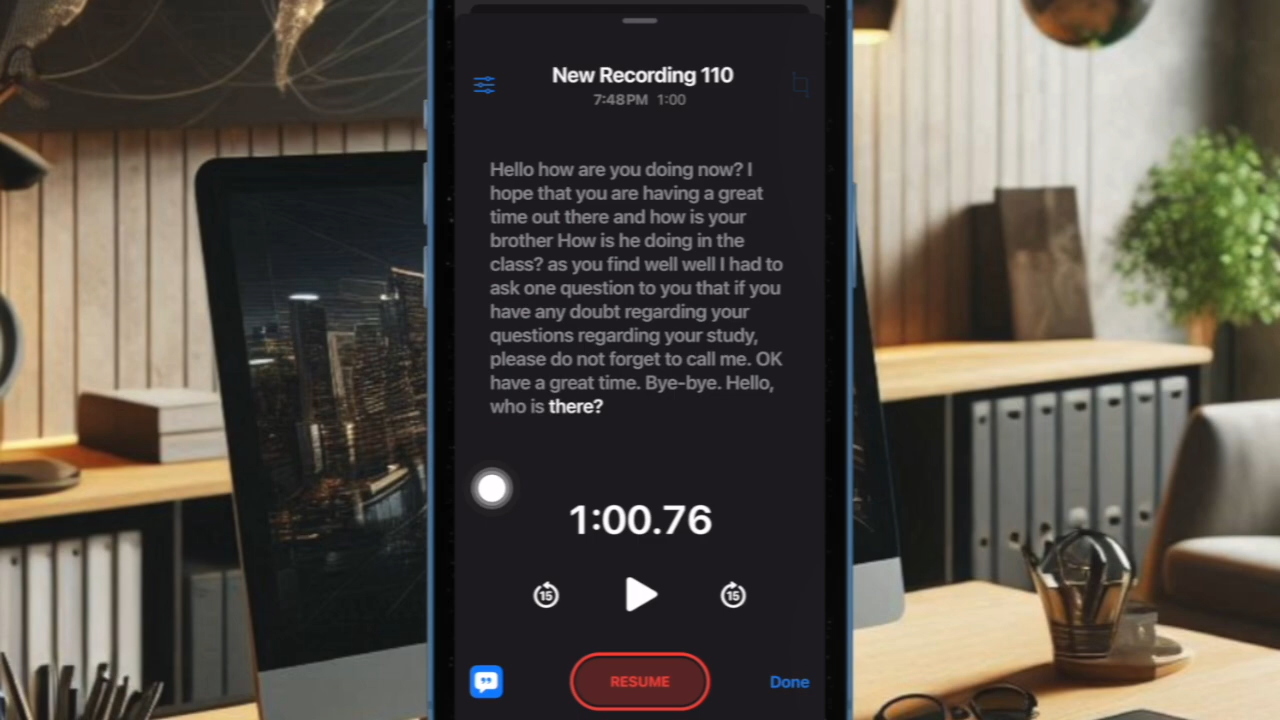 New Recording 110
7:48 PM 1:00
Hello how are you doing now? I
hope that you are having a great
time out there and how is your
brother How is he doing in the
class? as you find well well I had to
ask one question to you that if you
have any doubt regarding your
questions regarding your study,
please do not forget to call me. OK
have a great time. Bye-bye. Hello,
who is there?
1:00.76
15
15
RESUME
Done